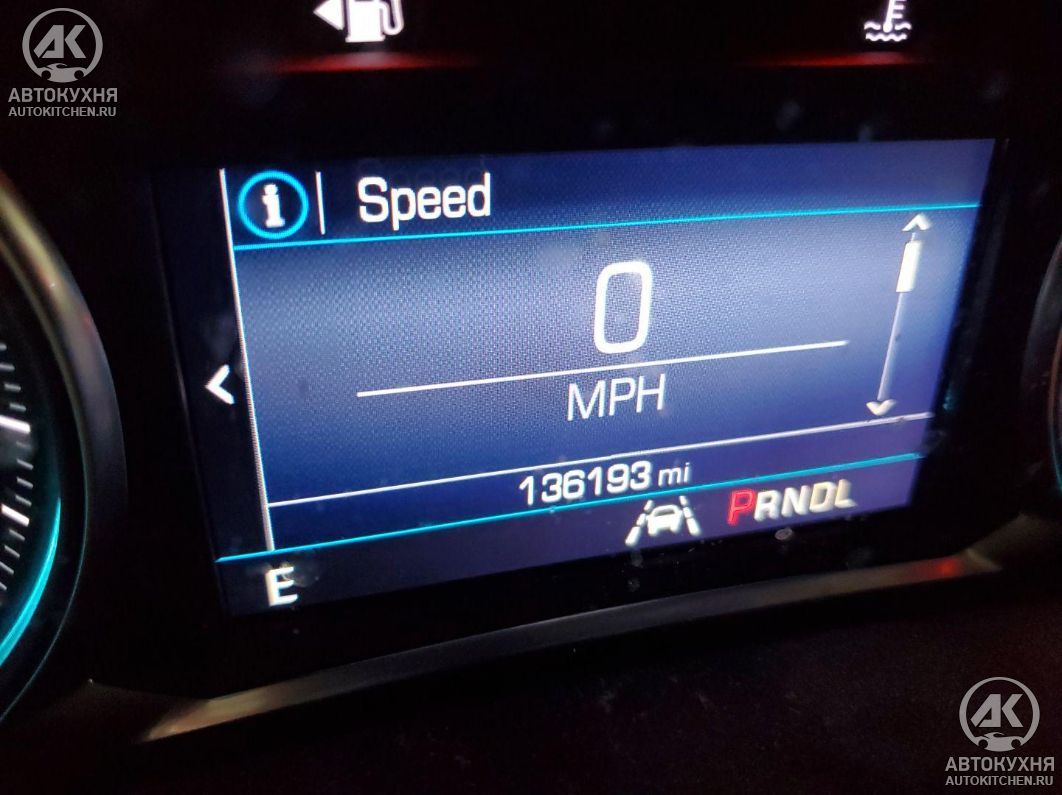 АК
АВТОКУХНЯ
AUTOKITCHEN.RU
E
i Speed
0
MPH
136193 mi
PRNDL
E
АК
АВТОКУХНЯ
AUTOKITCHEN.RU